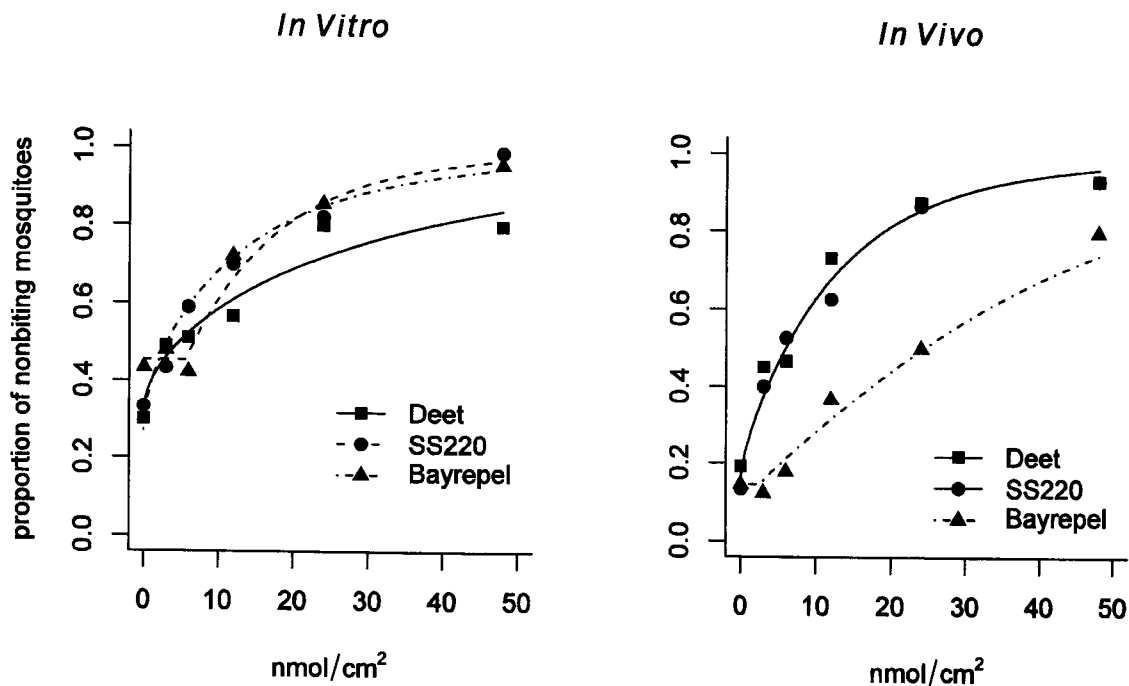 In Vitro
proportion of nonbiting mosquitoes
1.0
0.8
0.6
0.4
0.2
0.0
Deet
SS220
Bayrepel
0 10 20 30 40 50
nmol/cm²
In Vivo
1.0
0.8
0.6
0.4
0.2
0.0
Deet
SS220
Bayrepel
0 10 20 30 40 50
nmol/cm²